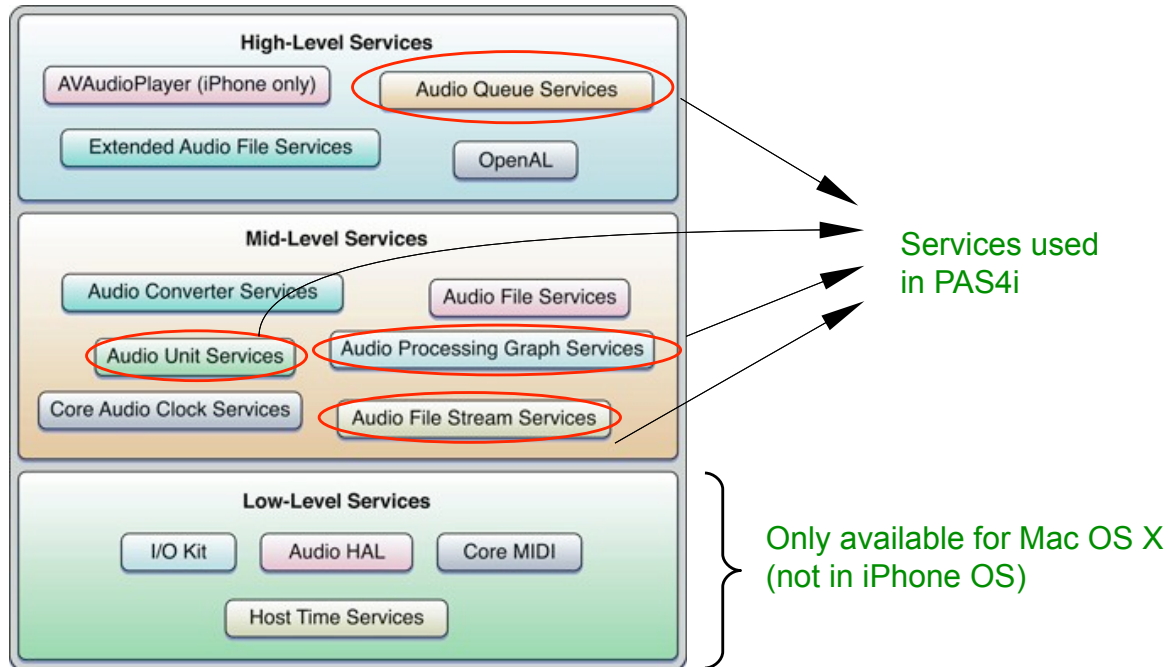 High-Level Services
AVAudioPlayer (iPhone only)
Audio Queue Services
Extended Audio File Services
OpenAL
Mid-Level Services
Audio Converter Services
Audio File Services
Audio Unit Services
Audio Processing Graph Services
Core Audio Clock Services
Audio File Stream Services
Services used
in PAS4i
Low-Level Services
I/O Kit
Audio HAL
Core MIDI
Host Time Services
Only available for Mac OS X
(not in iPhone OS)